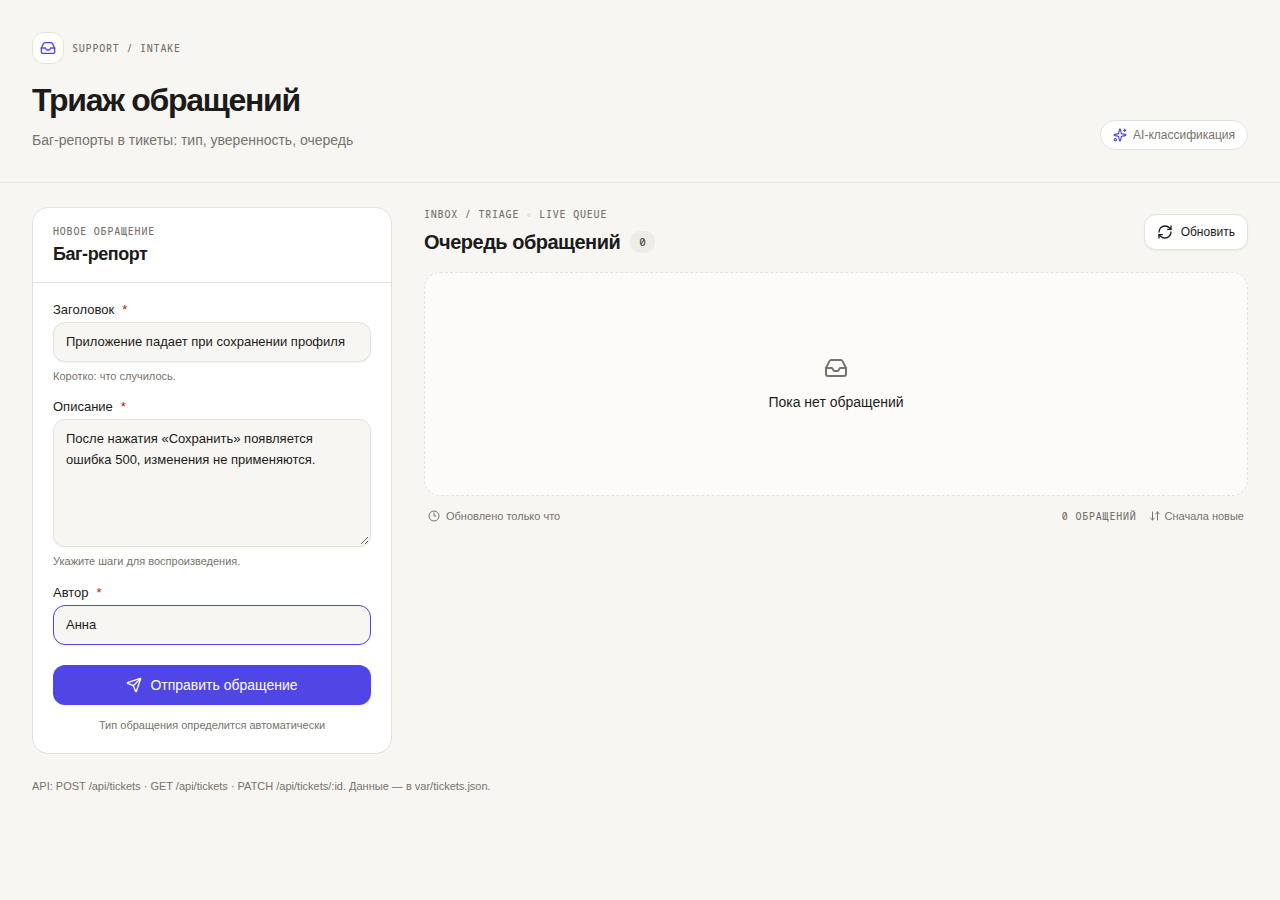 SUPPORT / INTAKE
Триаж обращений
Баг-репорты в тикеты: тип, уверенность, очередь
AI-классификация
НОВОЕ ОБРАЩЕНИЕ
Баг-репорт
Заголовок *
Приложение падает при сохранении профиля
Коротко: что случилось.
Описание *
После нажатия «Сохранить» появляется
ошибка 500, изменения не применяются.
Укажите шаги для воспроизведения.
Автор *
Анна
Отправить обращение
Тип обращения определится автоматически
INBOX / TRIAGE • LIVE QUEUE
Очередь обращений 0
Обновить
Пока нет обращений
Обновлено только что
0 ОБРАЩЕНИЙ
Сначала новые
API: POST /api/tickets · GET /api/tickets · PATCH /api/tickets/:id. Данные — в var/tickets.json.